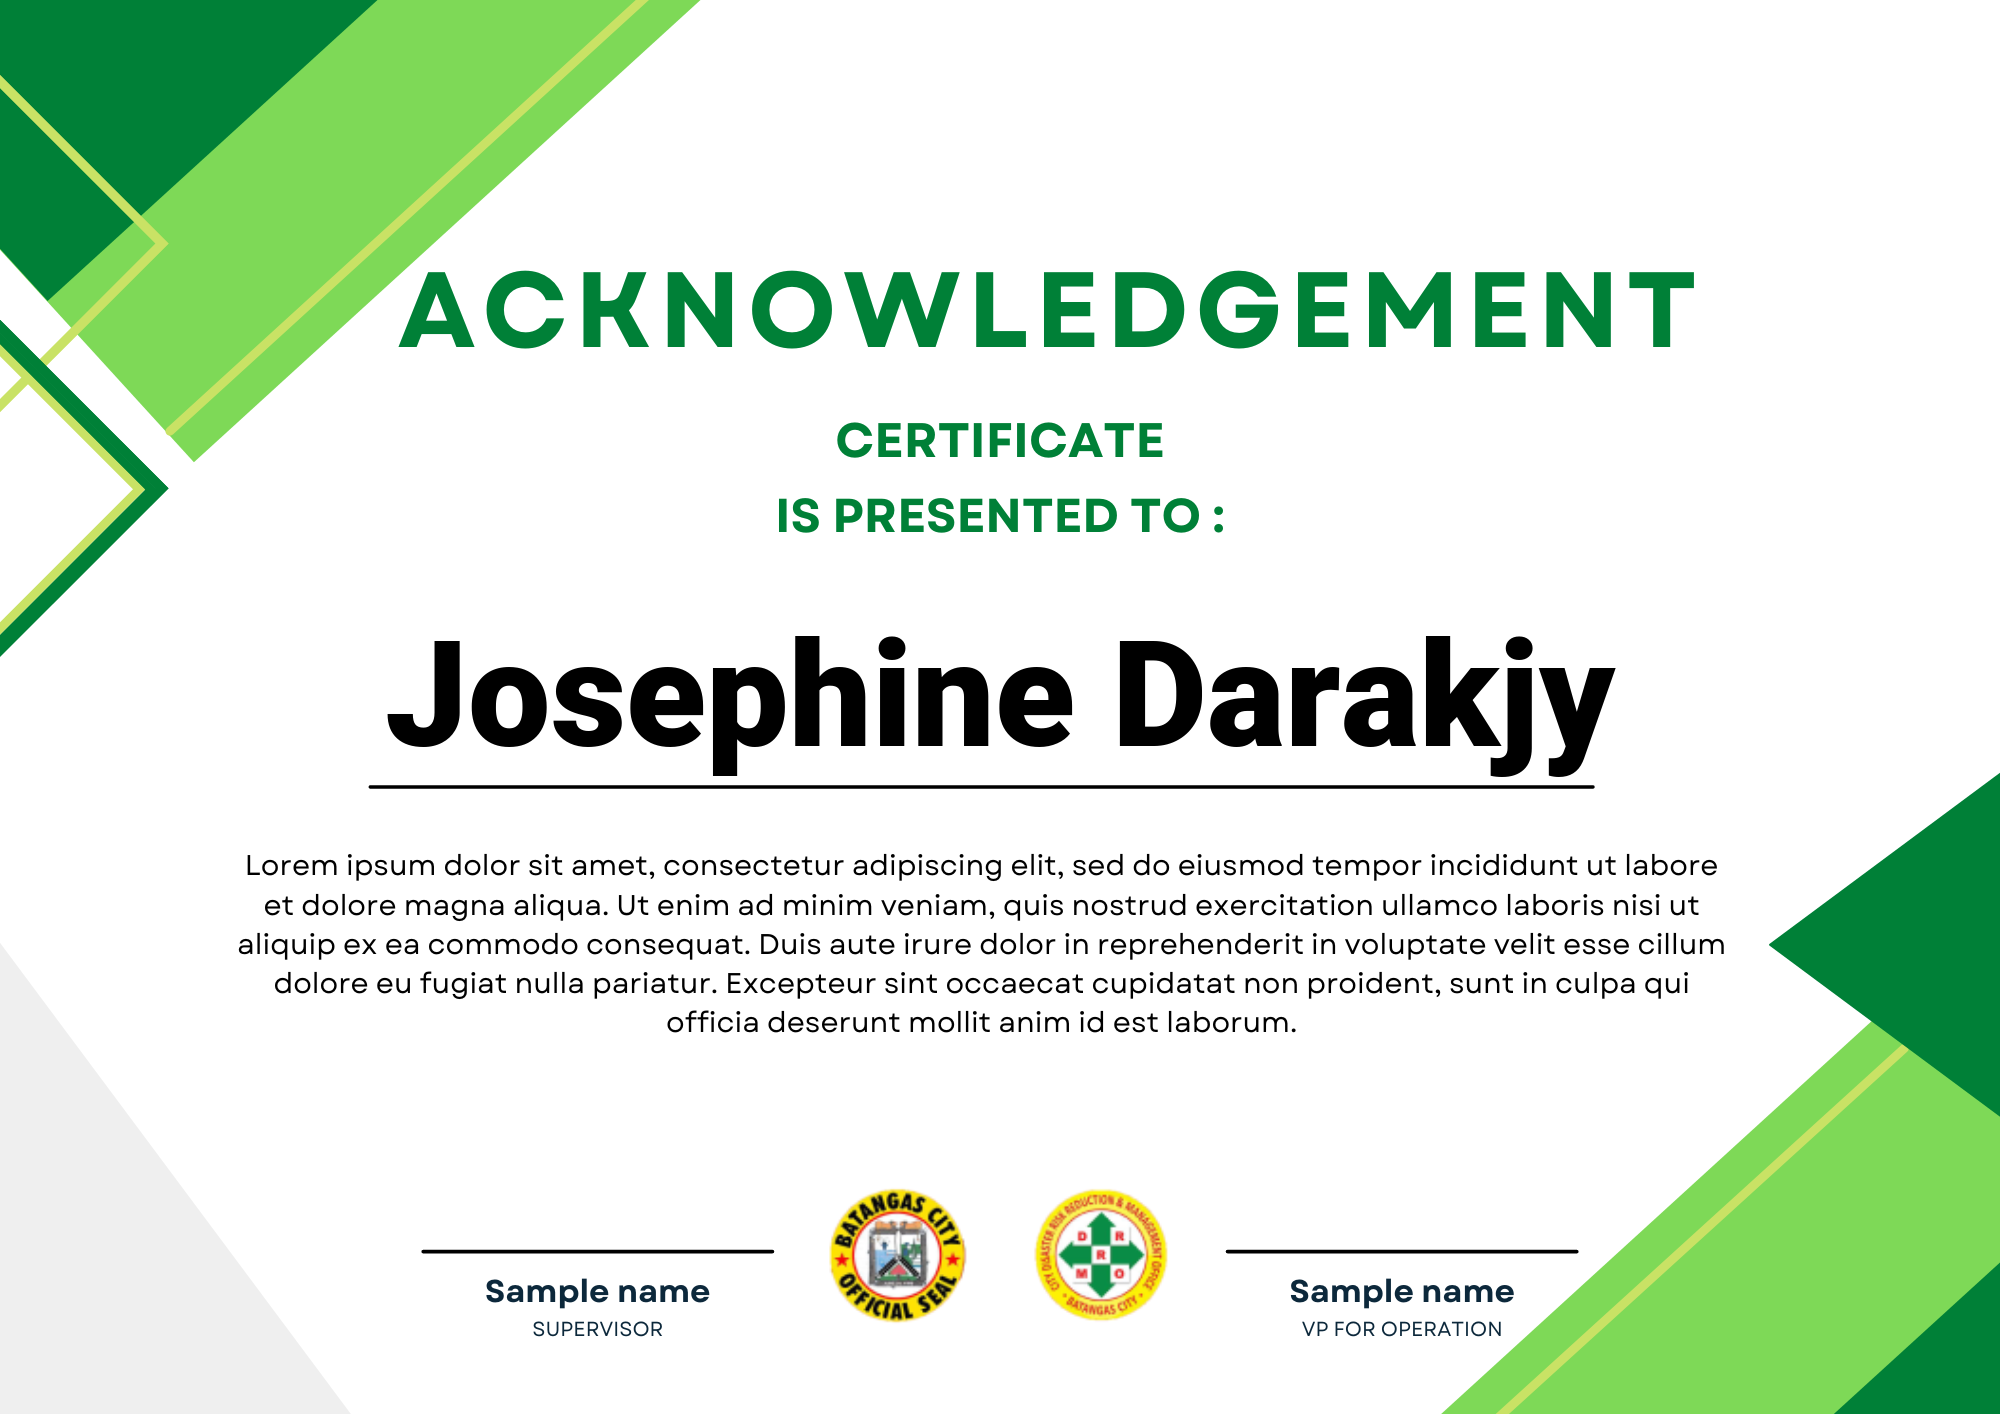 ACKNOWLEDGEMENT
CERTIFICATE
IS PRESENTED TO :
Josephine Darakjy
Lorem ipsum dolor sit amet, consectetur adipiscing elit, sed do eiusmod tempor incididunt ut labore
et dolore magna aliqua. Ut enim ad minim veniam, quis nostrud exercitation ullamco laboris nisi ut
aliquip ex ea commodo consequat. Duis aute irure dolor in reprehenderit in voluptate velit esse cillum
dolore eu fugiat nulla pariatur. Excepteur sint occaecat cupidatat non proident, sunt in culpa qui
officia deserunt mollit anim id est laborum.
BATANGAS CITY
OFFICIAL SEAL
CITY DISASTER RISK REDUCTION & MANAGEMENT OFFICE
D R
R
M O
BATANGAS CITY
Sample name
SUPERVISOR
Sample name
VP FOR OPERATION